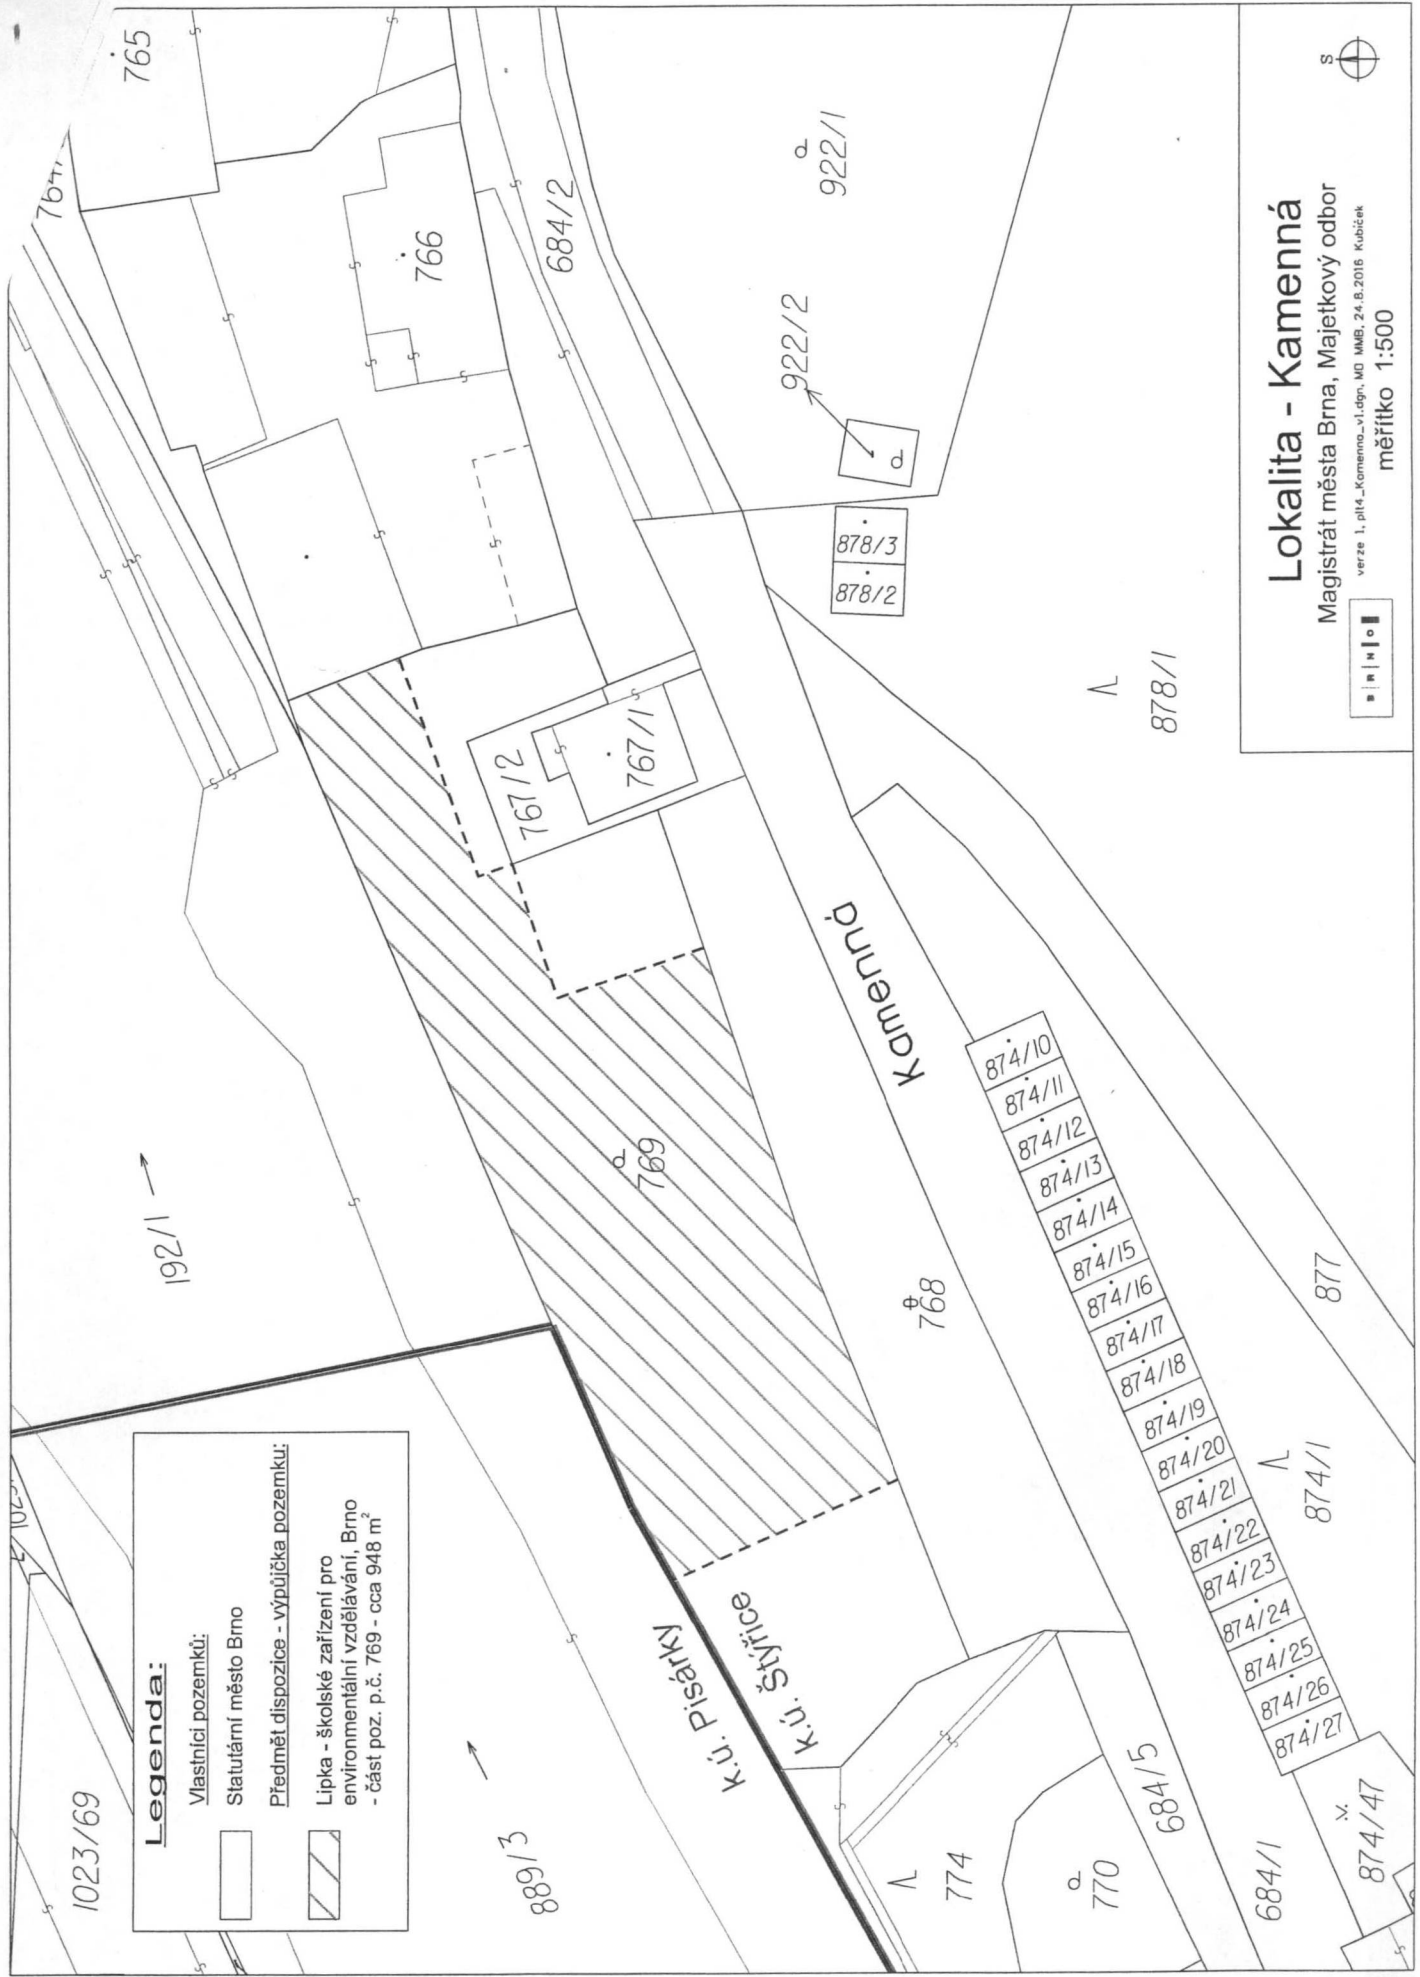 Legenda:
Vlastníci pozemků:
Statutární město Brno
Předmět dispozice - výpůjčka pozemku:
Lipka - školské zařízení pro
environmentální vzdělávání, Brno
- část poz. p.č. 769 - cca 948 m²
1023/69
889/3
192/1
765
766
684/2
922/1
922/2
878/3
878/2
878/1
767/2
767/1
769
768
Kamenná
k.ú. Pisárky
k.ú. Štýřice
774
770
684/5
684/1
877
874/1
874/10
874/11
874/12
874/13
874/14
874/15
874/16
874/17
874/18
874/19
874/20
874/21
874/22
874/23
874/24
874/25
874/26
874/27
874/47
S
Lokalita - Kamenná
Magistrát města Brna, Majetkový odbor
verze 1, plt4_Kamenna_v1.dgn, MO MMB, 24.8.2016 Kubíček
měřítko 1:500
BRNO